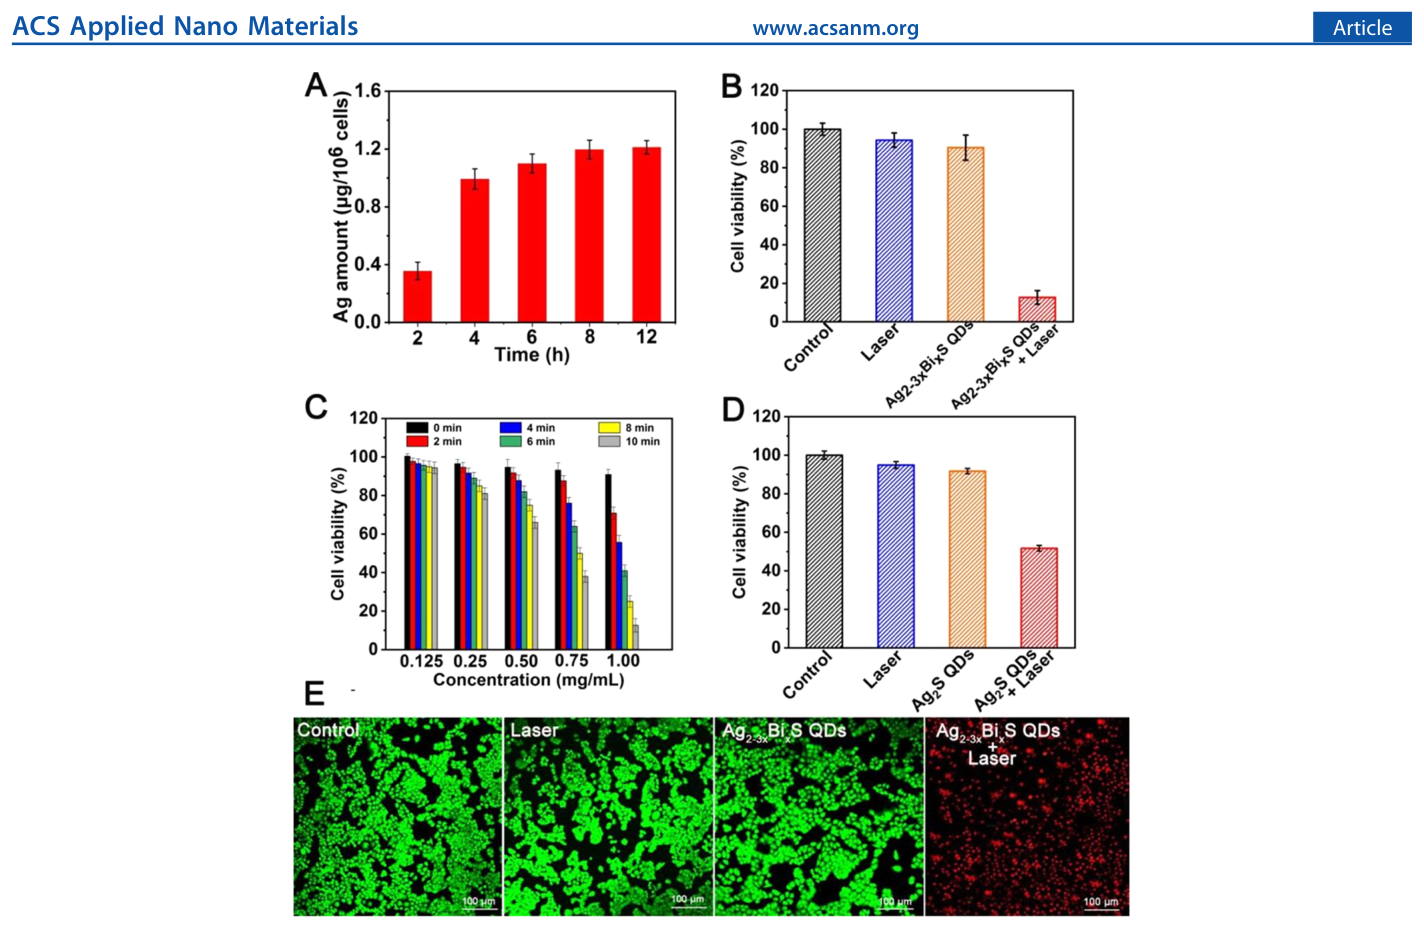 ACS Applied Nano Materials
www.acsanm.org
Article
A
Ag amount (μg/10⁶ cells)
1.6
1.2
0.8
0.4
0.0
2 4 6 8 12
Time (h)
B
Cell viability (%)
120
100
80
60
40
20
0
Control
Laser
Ag₂₋₃ₓBiₓS QDs
Ag₂₋₃ₓBiₓS QDs
+ Laser
C
Cell viability (%)
120
100
80
60
40
20
0
0 min 4 min 8 min
2 min 6 min 10 min
0.125 0.25 0.50 0.75 1.00
Concentration (mg/mL)
D
Cell viability (%)
120
100
80
60
40
20
0
Control
Laser
Ag₂S QDs
Ag₂S QDs
+ Laser
E
Control
100 μm
Laser
100 μm
Ag₂₋₃ₓBiₓS QDs
100 μm
Ag₂₋₃ₓBiₓS QDs
+
Laser
100 μm